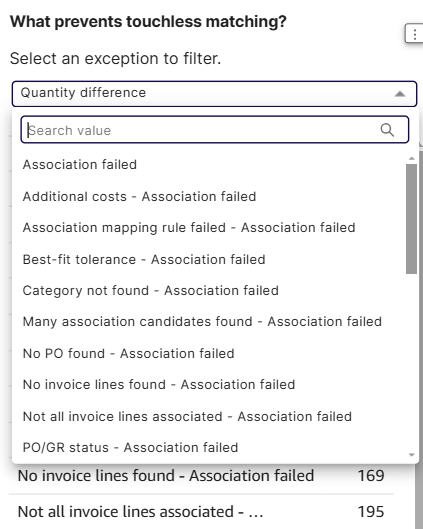 What prevents touchless matching?
Select an exception to filter.
Quantity difference
Search value
Association failed
Additional costs - Association failed
Association mapping rule failed - Association failed
Best-fit tolerance - Association failed
Category not found - Association failed
Many association candidates found - Association failed
No PO found - Association failed
No invoice lines found - Association failed
Not all invoice lines associated - Association failed
PO/GR status - Association failed
No invoice lines found - Association failed 169
Not all invoice lines associated - … 195